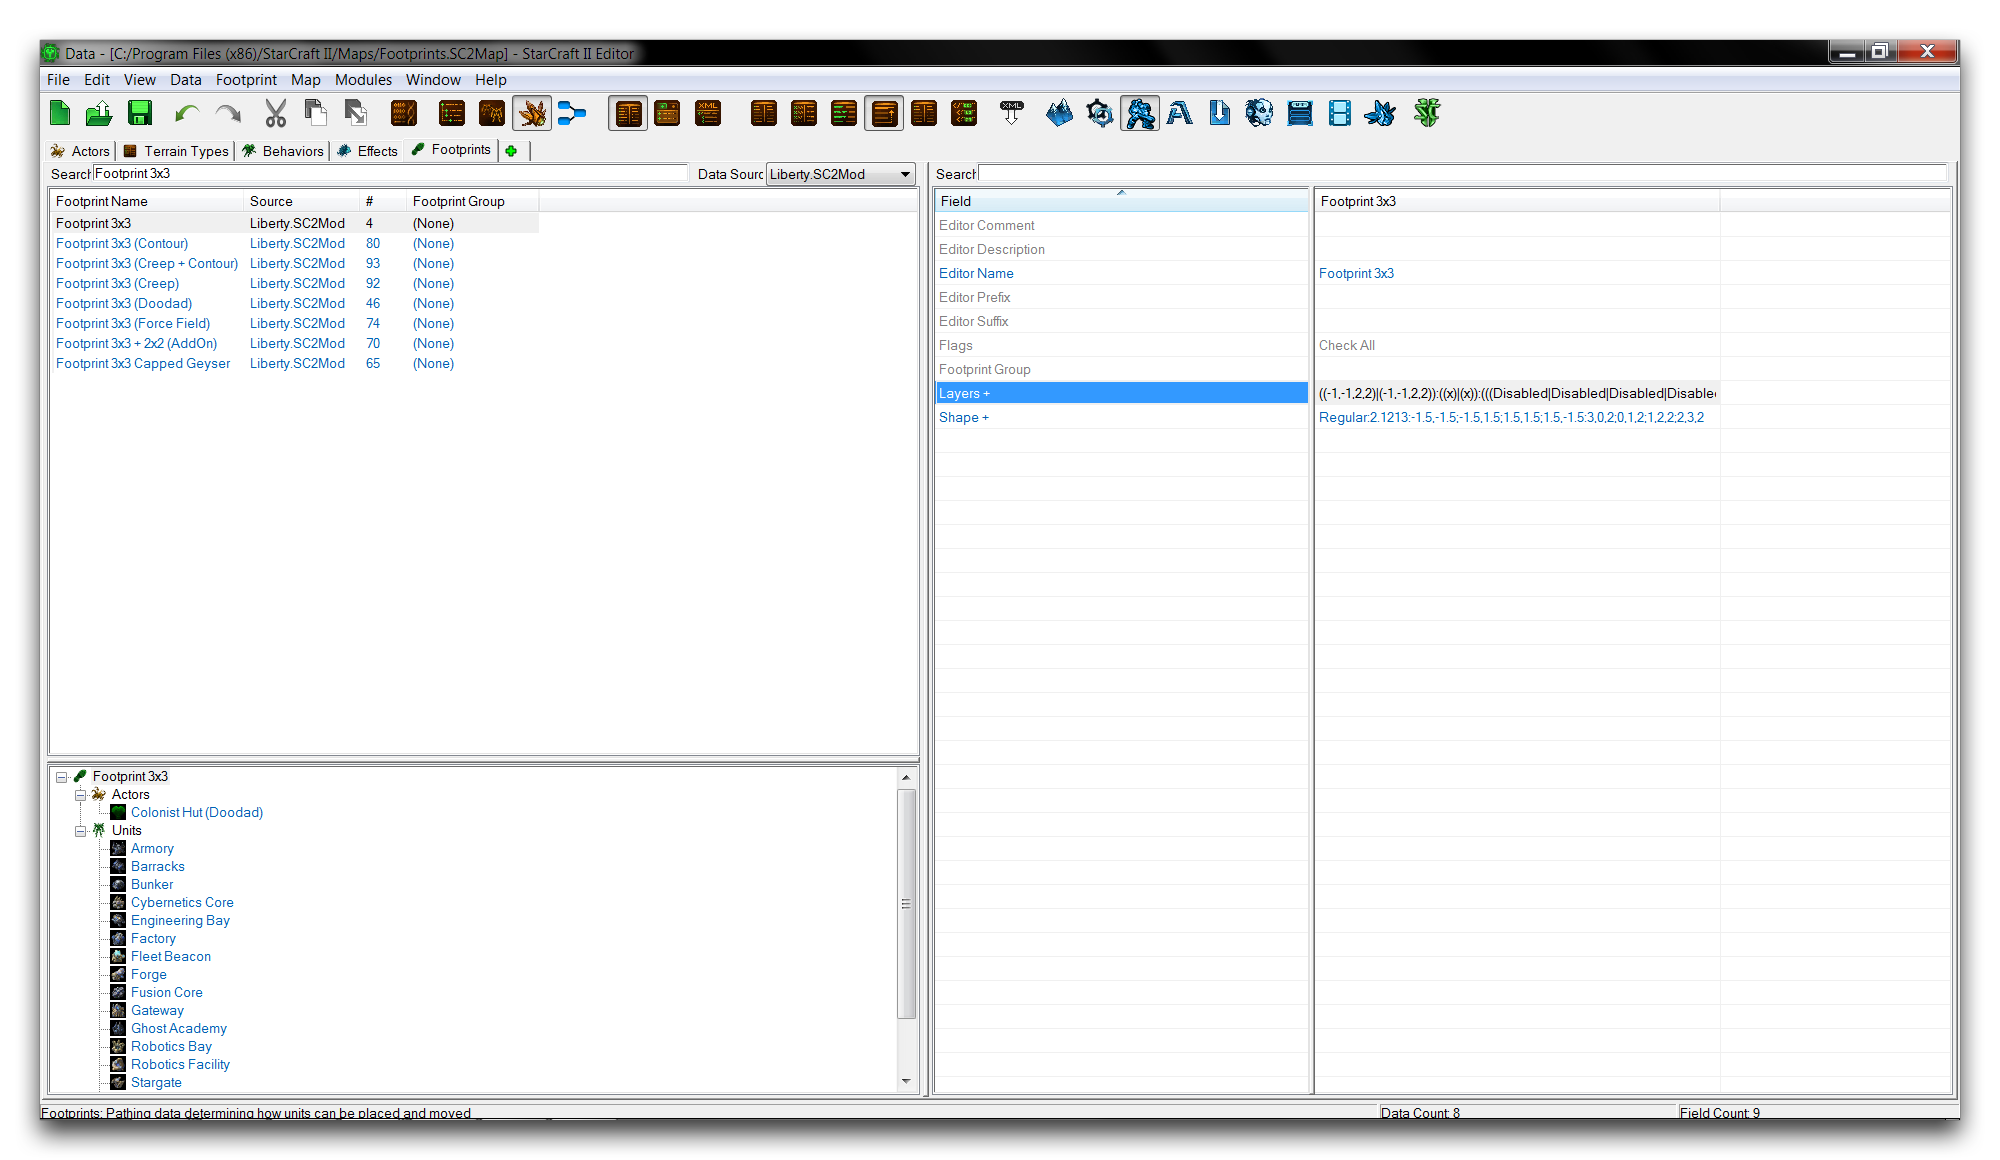 Data - [C:/Program Files (x86)/StarCraft II/Maps/Footprints.SC2Map] - StarCraft II Editor
File Edit View Data Footprint Map Modules Window Help
XML XML
Actors Terrain Types Behaviors Effects Footprints
Search Footprint 3x3 Data Sourc Liberty.SC2Mod Search
Footprint Name Source # Footprint Group
Footprint 3x3 Liberty.SC2Mod 4 (None)
Footprint 3x3 (Contour) Liberty.SC2Mod 80 (None)
Footprint 3x3 (Creep + Contour) Liberty.SC2Mod 93 (None)
Footprint 3x3 (Creep) Liberty.SC2Mod 92 (None)
Footprint 3x3 (Doodad) Liberty.SC2Mod 46 (None)
Footprint 3x3 (Force Field) Liberty.SC2Mod 74 (None)
Footprint 3x3 + 2x2 (AddOn) Liberty.SC2Mod 70 (None)
Footprint 3x3 Capped Geyser Liberty.SC2Mod 65 (None)
Field Footprint 3x3
Editor Comment
Editor Description
Editor Name Footprint 3x3
Editor Prefix
Editor Suffix
Flags Check All
Footprint Group
Layers + ((-1,-1,2,2)|(-1,-1,2,2)):((x)|(x)):(((Disabled|Disabled|Disabled|Disable
Shape + Regular:2.1213:-1.5,-1.5;-1.5,1.5;1.5,1.5;1.5,-1.5:3,0,2;0,1,2;1,2,2;2,3,2
Footprint 3x3
Actors
Colonist Hut (Doodad)
Units
Armory
Barracks
Bunker
Cybernetics Core
Engineering Bay
Factory
Fleet Beacon
Forge
Fusion Core
Gateway
Ghost Academy
Robotics Bay
Robotics Facility
Stargate
Footprints: Pathing data determining how units can be placed and moved Data Count: 8 Field Count: 9